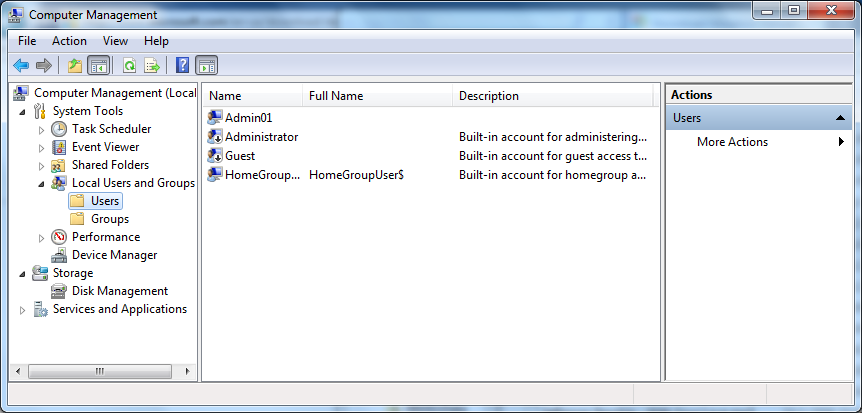 Computer Management
File Action View Help
Computer Management (Local
System Tools
Task Scheduler
Event Viewer
Shared Folders
Local Users and Groups
Users
Groups
Performance
Device Manager
Storage
Disk Management
Services and Applications
Name Full Name Description
Admin01
Administrator Built-in account for administering...
Guest Built-in account for guest access t...
HomeGroup... HomeGroupUser$ Built-in account for homegroup a...
Actions
Users
More Actions